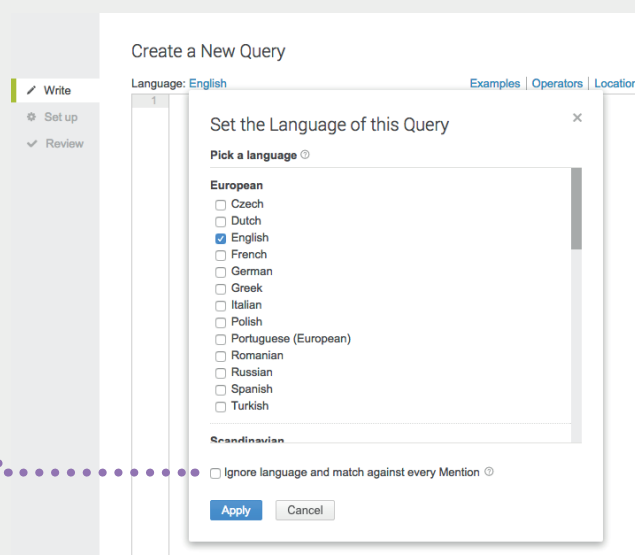 Create a New Query
Write
Set up
Review
Language: English
Examples | Operators | Location
1
Set the Language of this Query
×
Pick a language ?
European
Czech
Dutch
English
French
German
Greek
Italian
Polish
Portuguese (European)
Romanian
Russian
Spanish
Turkish
Scandinavian
Ignore language and match against every Mention ?
Apply
Cancel